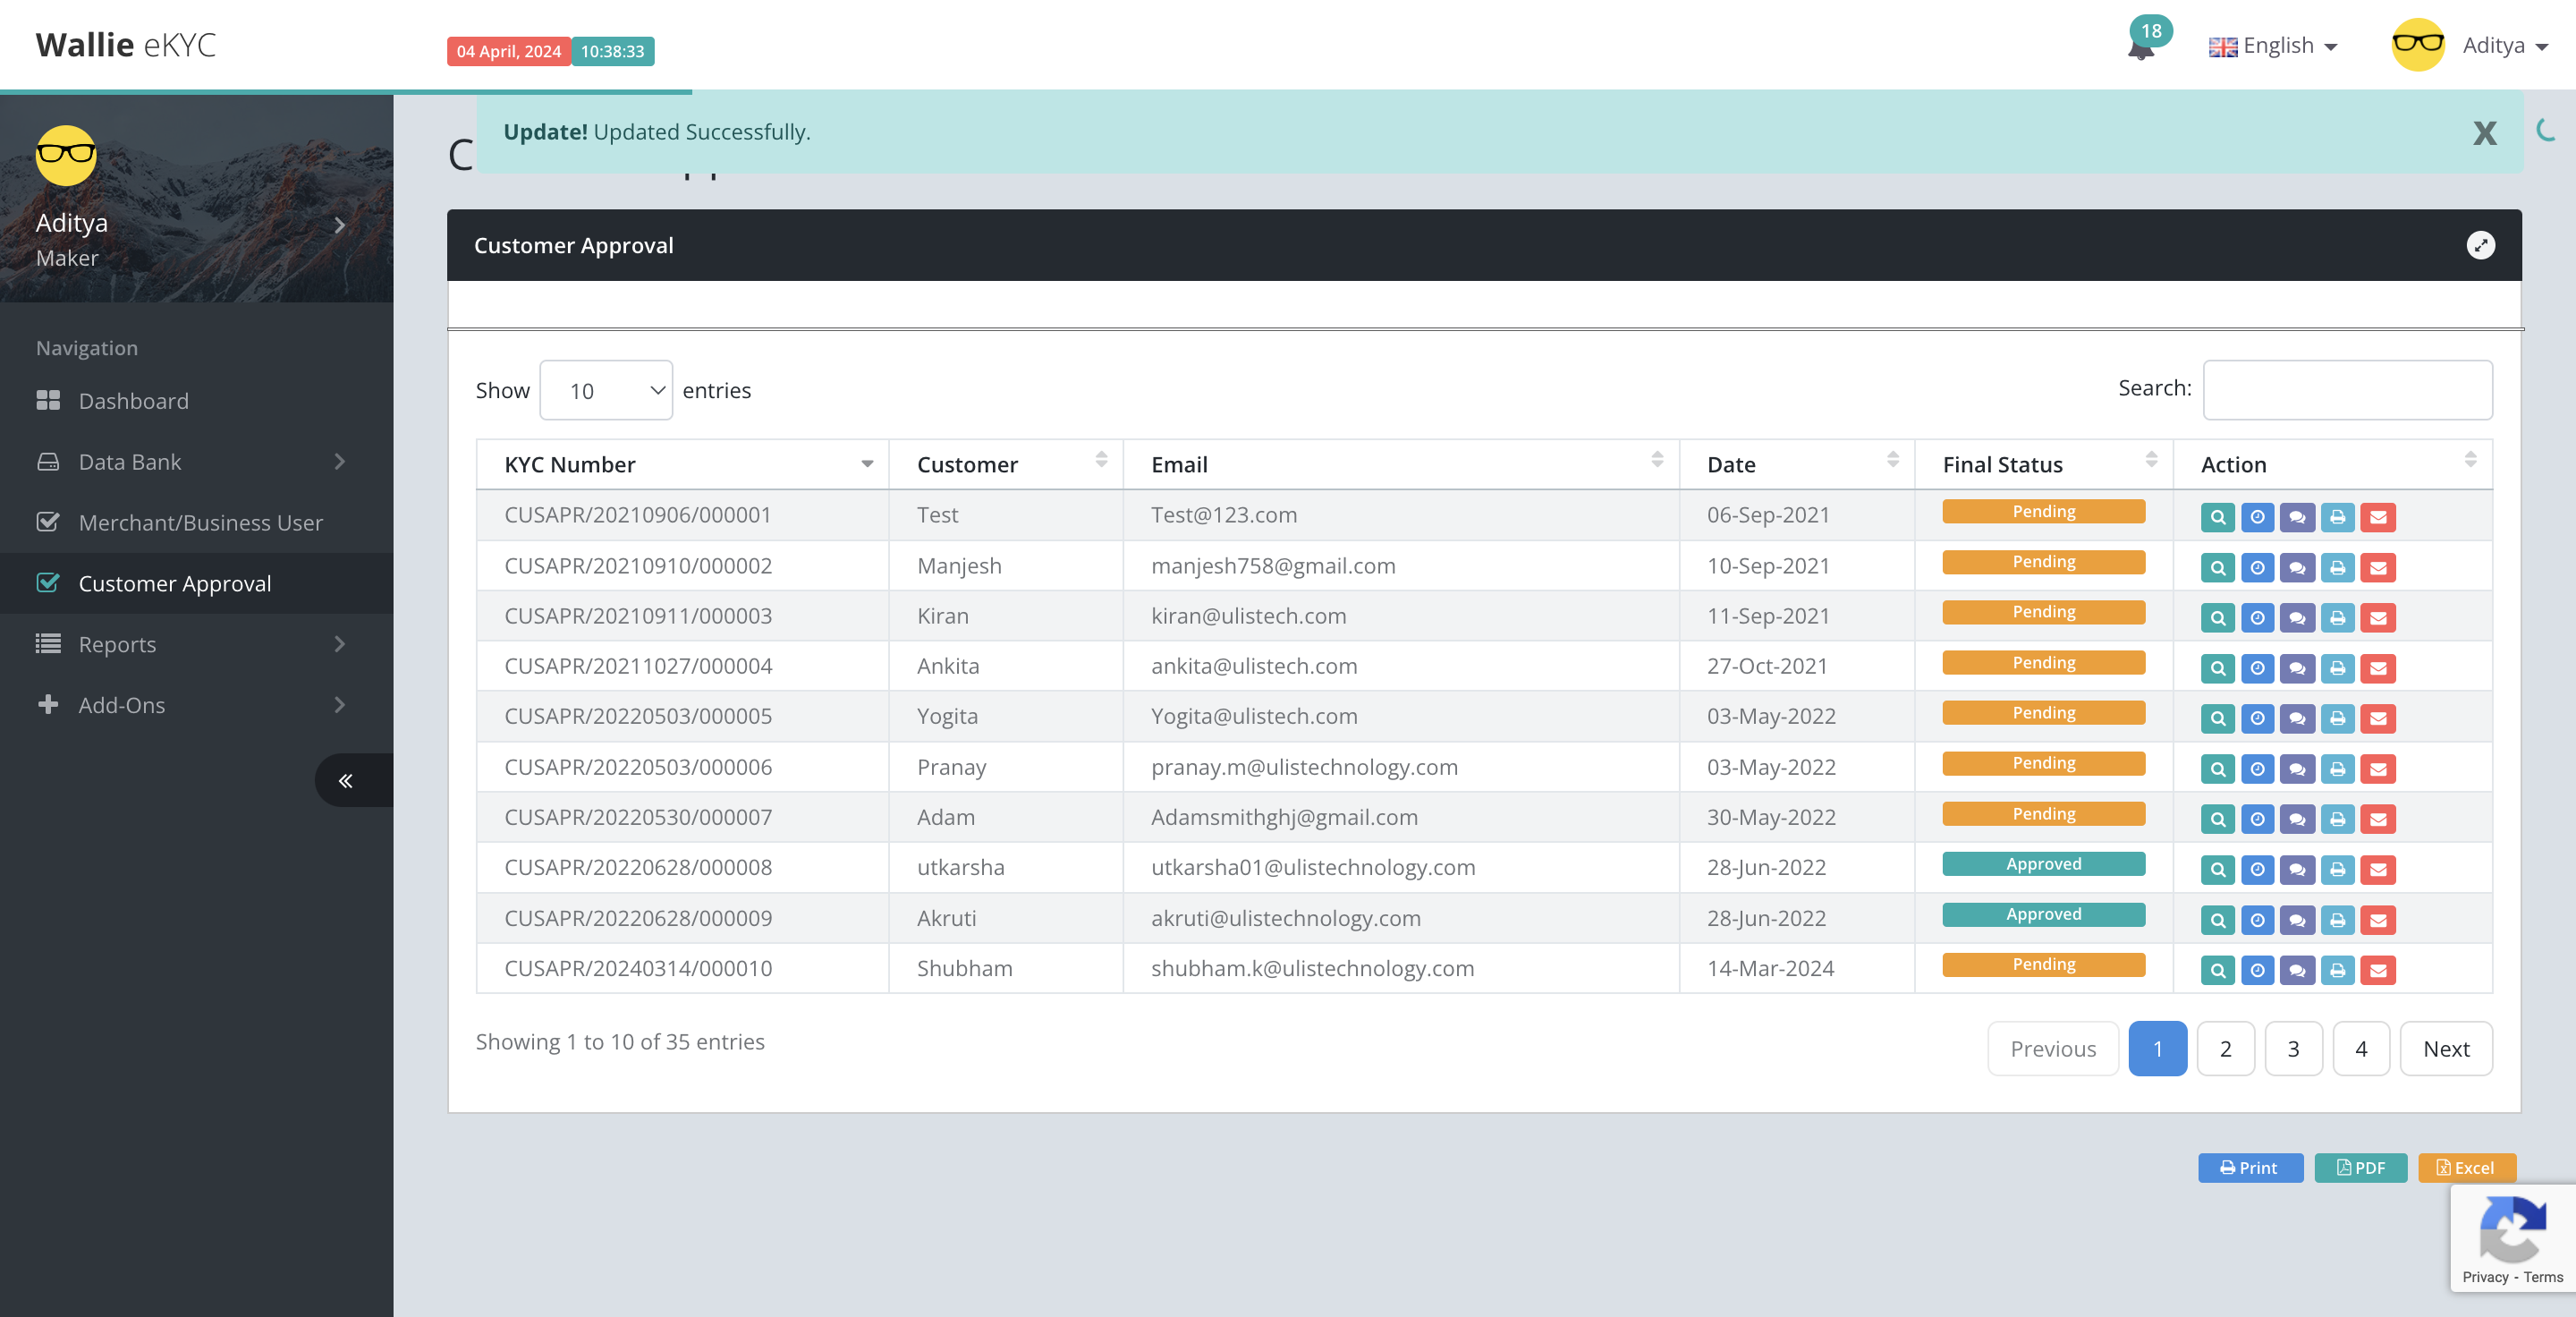 Wallie eKYC
04 April, 2024 10:38:33
18
English
Aditya
Update! Updated Successfully.
X
Aditya
Maker
Navigation
Dashboard
Data Bank
Merchant/Business User
Customer Approval
Reports
Add-Ons
Customer Approval
Show 10 entries
Search:
KYC Number Customer Email Date Final Status Action
CUSAPR/20210906/000001 Test Test@123.com 06-Sep-2021 Pending
CUSAPR/20210910/000002 Manjesh manjesh758@gmail.com 10-Sep-2021 Pending
CUSAPR/20210911/000003 Kiran kiran@ulistech.com 11-Sep-2021 Pending
CUSAPR/20211027/000004 Ankita ankita@ulistech.com 27-Oct-2021 Pending
CUSAPR/20220503/000005 Yogita Yogita@ulistech.com 03-May-2022 Pending
CUSAPR/20220503/000006 Pranay pranay.m@ulistechnology.com 03-May-2022 Pending
CUSAPR/20220530/000007 Adam Adamsmithghj@gmail.com 30-May-2022 Pending
CUSAPR/20220628/000008 utkarsha utkarsha01@ulistechnology.com 28-Jun-2022 Approved
CUSAPR/20220628/000009 Akruti akruti@ulistechnology.com 28-Jun-2022 Approved
CUSAPR/20240314/000010 Shubham shubham.k@ulistechnology.com 14-Mar-2024 Pending
Showing 1 to 10 of 35 entries
Previous 1 2 3 4 Next
Print PDF Excel
Privacy - Terms